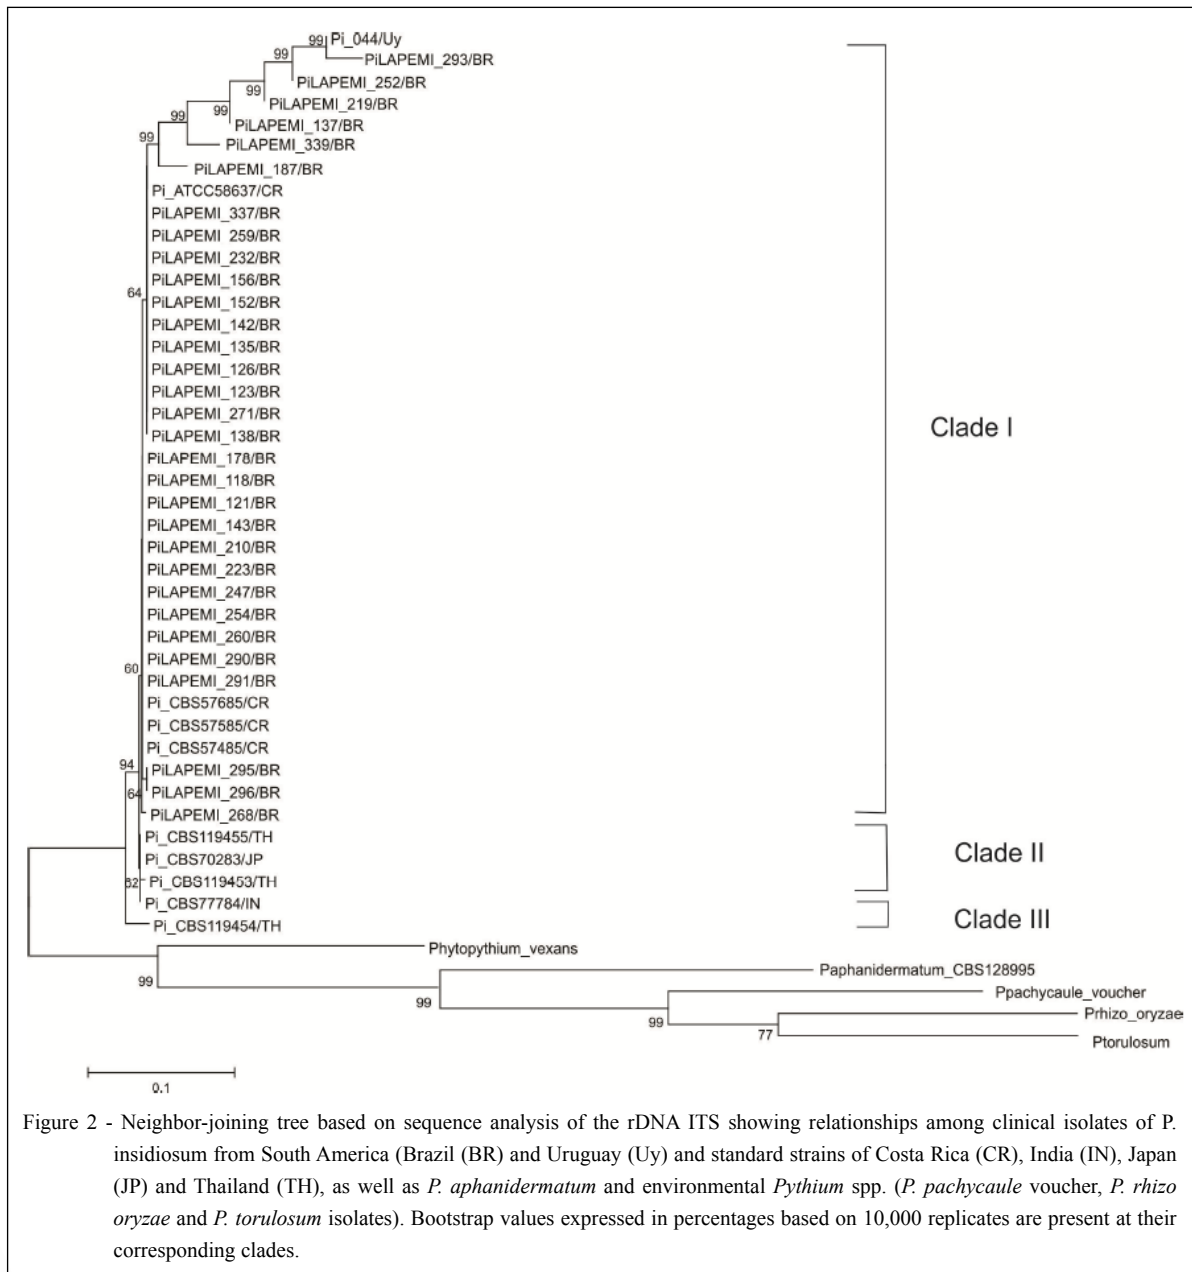 99 Pi_044/Uy
99 PiLAPEMI_293/BR
PiLAPEMI_252/BR
99 PiLAPEMI_219/BR
99 PiLAPEMI_137/BR
99 PiLAPEMI_339/BR
99 PiLAPEMI_187/BR
Pi_ATCC58637/CR
PiLAPEMI_337/BR
PiLAPEMI 259/BR
PiLAPEMI_232/BR
PiLAPEMI_156/BR
64 PiLAPEMI_152/BR
PiLAPEMI_142/BR
PiLAPEMI_135/BR
PiLAPEMI_126/BR
PiLAPEMI_123/BR
PiLAPEMI_271/BR
Clade I
PiLAPEMI_138/BR
PiLAPEMI_178/BR
PiLAPEMI_118/BR
PiLAPEMI_121/BR
PiLAPEMI_143/BR
PiLAPEMI_210/BR
PiLAPEMI_223/BR
PiLAPEMI_247/BR
PiLAPEMI_254/BR
PiLAPEMI_260/BR
PiLAPEMI_290/BR
60 PiLAPEMI_291/BR
Pi_CBS57685/CR
Pi_CBS57585/CR
Pi_CBS57485/CR
94 PiLAPEMI_295/BR
64 PiLAPEMI_296/BR
PiLAPEMI_268/BR
Pi_CBS119455/TH
Clade II
Pi_CBS70283/JP
62 Pi_CBS119453/TH
Pi_CBS77784/IN
Clade III
Pi_CBS119454/TH
Phytopythium_vexans
99 Paphanidermatum_CBS128995
99 Ppachycaule_voucher
99 Prhizo_oryzae
77 Ptorulosum
0.1
Figure 2 - Neighbor-joining tree based on sequence analysis of the rDNA ITS showing relationships among clinical isolates of P.
insidiosum from South America (Brazil (BR) and Uruguay (Uy) and standard strains of Costa Rica (CR), India (IN), Japan
(JP) and Thailand (TH), as well as P. aphanidermatum and environmental Pythium spp. (P. pachycaule voucher, P. rhizo
oryzae and P. torulosum isolates). Bootstrap values expressed in percentages based on 10,000 replicates are present at their
corresponding clades.